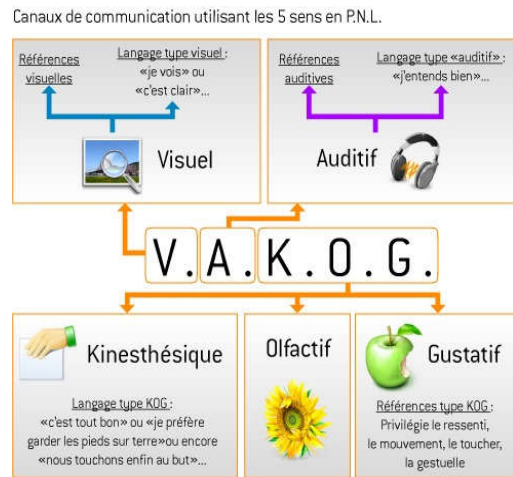 Canaux de communication utilisant les 5 sens en P.N.L.
Références
visuelles
Langage type visuel :
«je vois» ou
«c'est clair»...
Visuel
Références
auditives
Langage type «auditif» :
«j'entends bien»...
Auditif
V.A.K.O.G.
Kinesthésique
Langage type KOG :
«c'est tout bon» ou «je préfère
garder les pieds sur terre»ou encore
«nous touchons enfin au but»...
Olfactif
Gustatif
Références type KOG :
Privilégie le ressenti,
le mouvement, le toucher,
la gestuelle